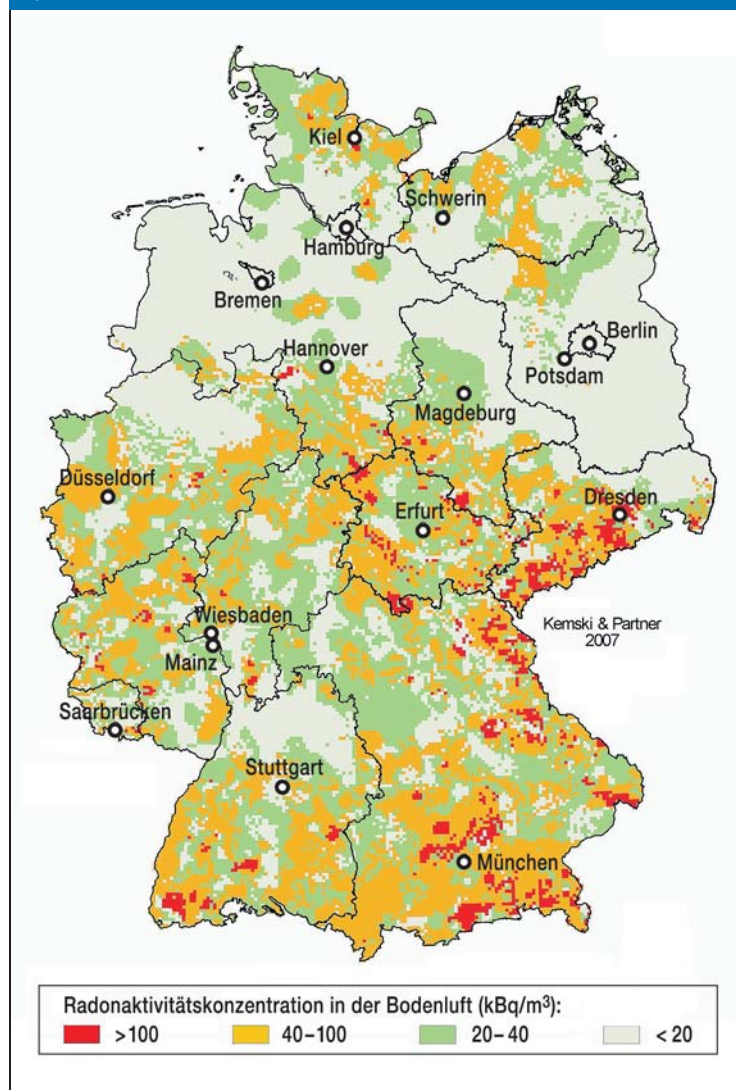 Kiel
Schwerin
Hamburg
Bremen
Berlin
Hannover
Potsdam
Magdeburg
Düsseldorf
Erfurt
Dresden
Kemski & Partner
2007
Wiesbaden
Mainz
Saarbrücken
Stuttgart
München
Radonaktivitätskonzentration in der Bodenluft (kBq/m³):
>100 40–100 20–40 < 20